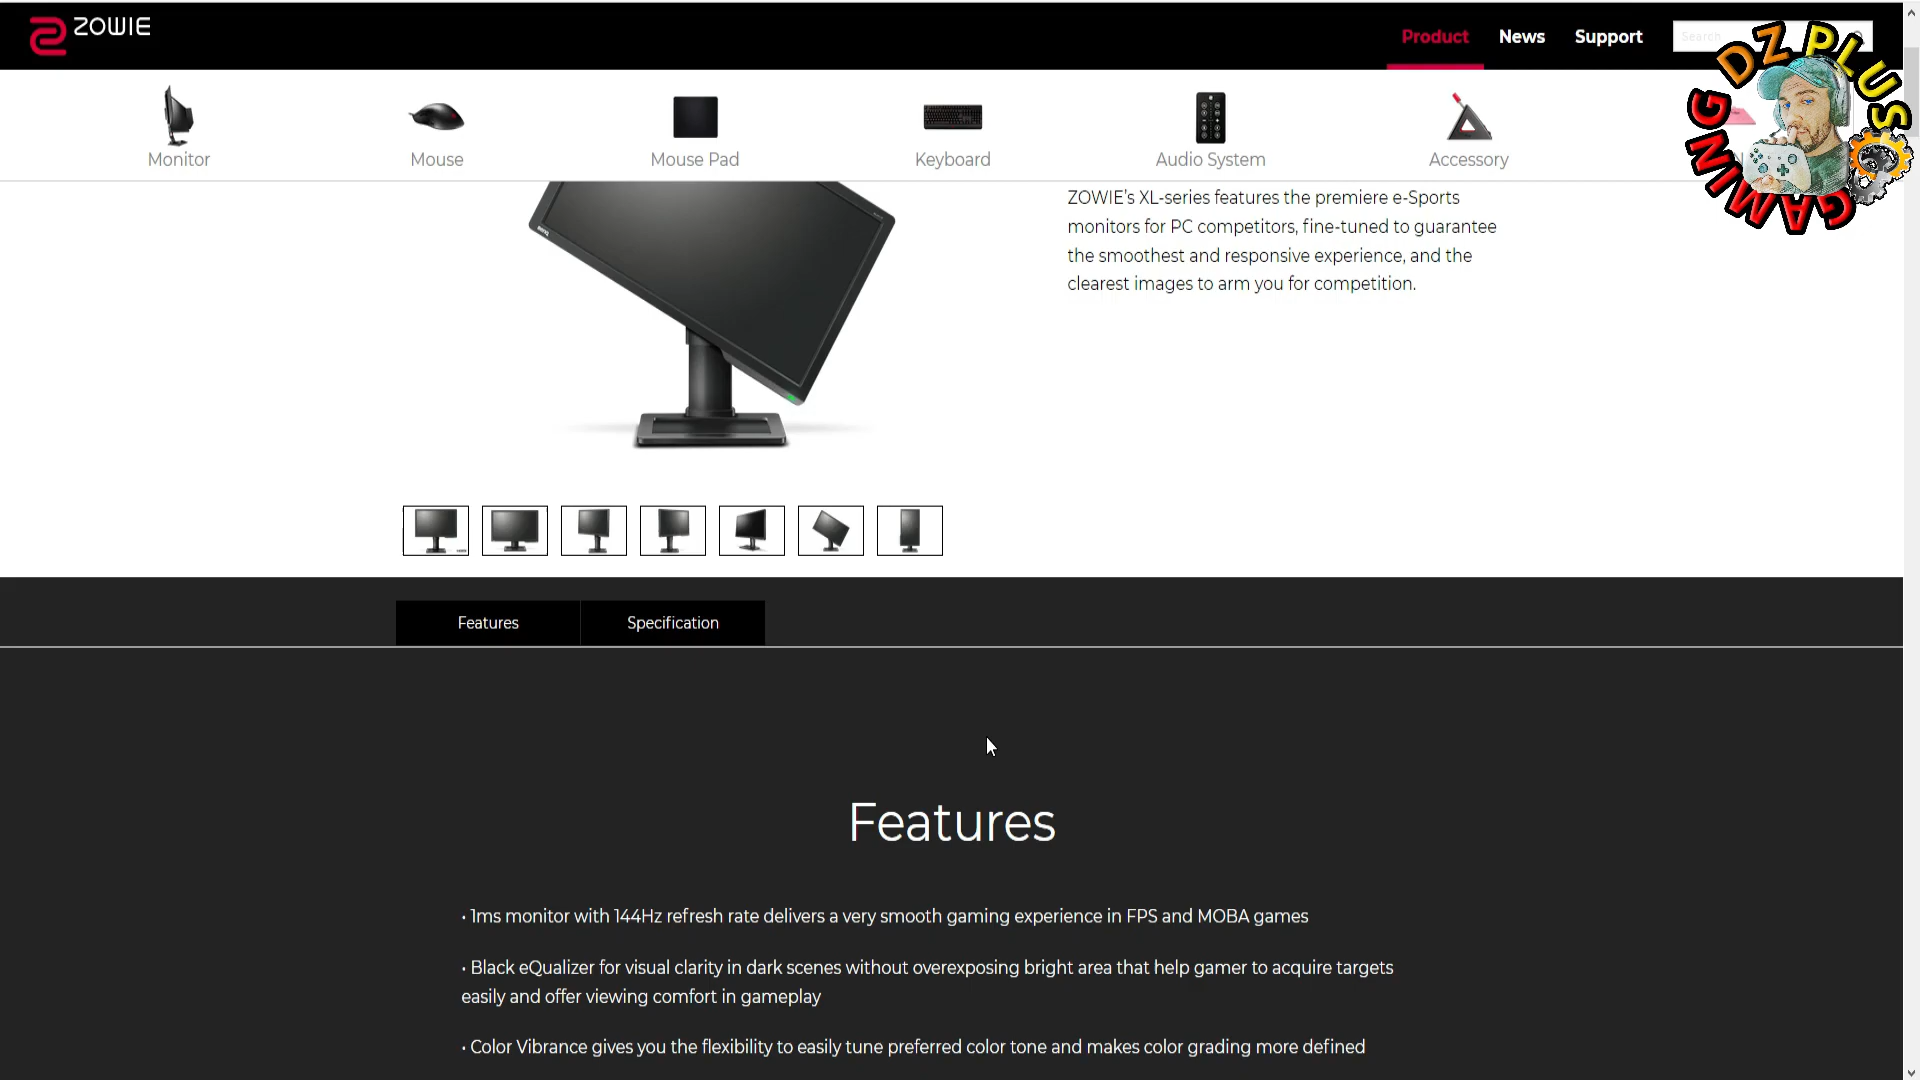 ZOWIE
Product
News
Support
Search
GAMING DZ PLUS
Monitor
Mouse
Mouse Pad
Keyboard
Audio System
Accessory
ZOWIE's XL-series features the premiere e-Sports
monitors for PC competitors, fine-tuned to guarantee
the smoothest and responsive experience, and the
clearest images to arm you for competition.
BenQ
Features
Specification
Features
• 1ms monitor with 144Hz refresh rate delivers a very smooth gaming experience in FPS and MOBA games
• Black eQualizer for visual clarity in dark scenes without overexposing bright area that help gamer to acquire targets
easily and offer viewing comfort in gameplay
• Color Vibrance gives you the flexibility to easily tune preferred color tone and makes color grading more defined